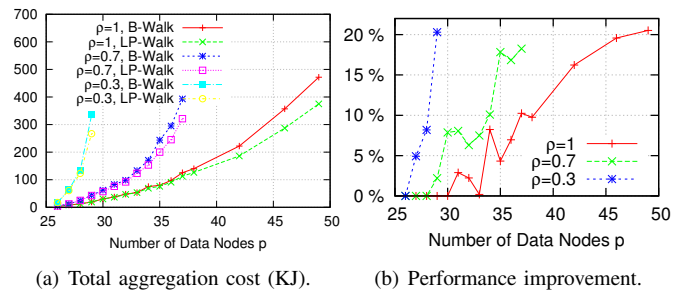 700
600
500
400
300
200
100
0
25 30 35 40 45 50
Number of Data Nodes p
ρ=1, B-Walk
ρ=1, LP-Walk
ρ=0.7, B-Walk
ρ=0.7, LP-Walk
ρ=0.3, B-Walk
ρ=0.3, LP-Walk
(a) Total aggregation cost (KJ).
20 %
15 %
10 %
5 %
0 %
25 30 35 40 45 50
Number of Data Nodes p
ρ=1
ρ=0.7
ρ=0.3
(b) Performance improvement.